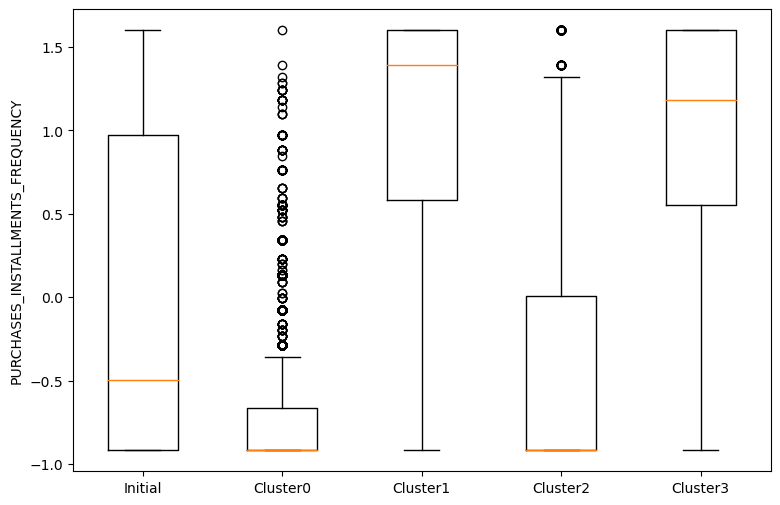 PURCHASES_INSTALLMENTS_FREQUENCY
1.5
1.0
0.5
0.0
−0.5
−1.0
Initial
Cluster0
Cluster1
Cluster2
Cluster3